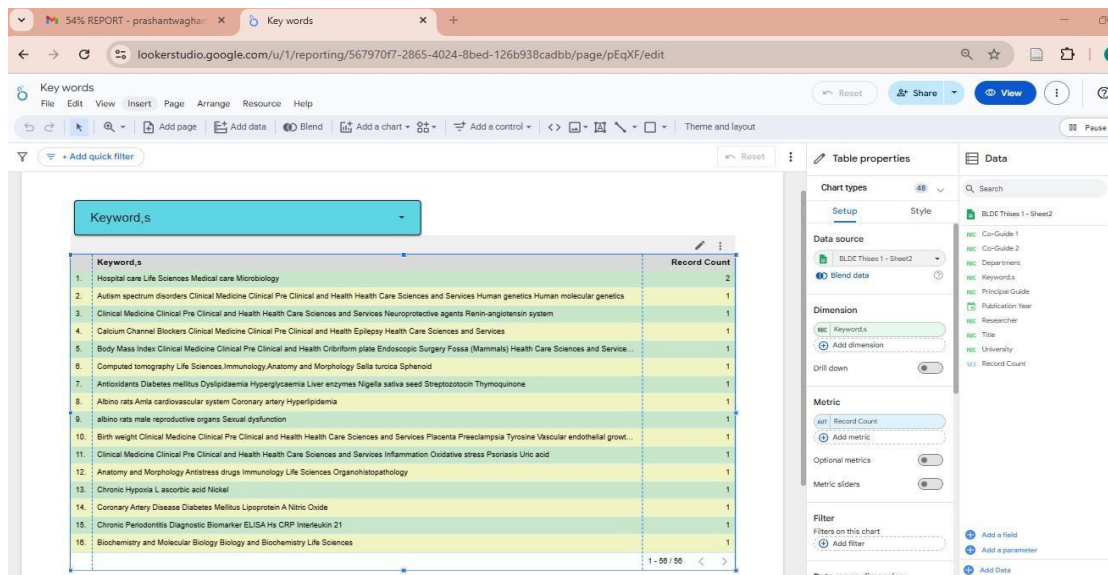 54% REPORT - prashantwaghar
Key words
lookerstudio.google.com/u/1/reporting/567970f7-2865-4024-8bed-126b938cadbb/page/pEqXF/edit
Key words
File Edit View Insert Page Arrange Resource Help
Reset Share View
Add page Add data Blend Add a chart Add a control Theme and layout Pause
+ Add quick filter Reset
Keyword,s
Keyword,s Record Count
1. Hospital care Life Sciences Medical care Microbiology 2
2. Autism spectrum disorders Clinical Medicine Clinical Pre Clinical and Health Health Care Sciences and Services Human genetics Human molecular genetics 1
3. Clinical Medicine Clinical Pre Clinical and Health Health Care Sciences and Services Neuroprotective agents Renin-angiotensin system 1
4. Calcium Channel Blockers Clinical Medicine Clinical Pre Clinical and Health Epilepsy Health Care Sciences and Services 1
5. Body Mass Index Clinical Medicine Clinical Pre Clinical and Health Cribriform plate Endoscopic Surgery Fossa (Mammals) Health Care Sciences and Service... 1
6. Computed tomography Life Sciences,Immunology,Anatomy and Morphology Sella turcica Sphenoid 1
7. Antioxidants Diabetes mellitus Dyslipidaemia Hyperglycaemia Liver enzymes Nigella sativa seed Streptozotocin Thymoquinone 1
8. Albino rats Amla cardiovascular system Coronary artery Hyperlipidemia 1
9. albino rats male reproductive organs Sexual dysfunction 1
10. Birth weight Clinical Medicine Clinical Pre Clinical and Health Health Care Sciences and Services Placenta Preeclampsia Tyrosine Vascular endothelial growt... 1
11. Clinical Medicine Clinical Pre Clinical and Health Health Care Sciences and Services Inflammation Oxidative stress Psoriasis Uric acid 1
12. Anatomy and Morphology Antistress drugs Immunology Life Sciences Organohistopathology 1
13. Chronic Hypoxia L ascorbic acid Nickel 1
14. Coronary Artery Disease Diabetes Mellitus Lipoprotein A Nitric Oxide 1
15. Chronic Periodontitis Diagnostic Biomarker ELISA Hs CRP Interleukin 21 1
16. Biochemistry and Molecular Biology Biology and Biochemistry Life Sciences 1
1 - 56 / 56
Table properties
Chart types 48
Setup Style
Data source
BLDE Thises 1 - Sheet2
Blend data
Dimension
REC Keyword,s
Add dimension
Drill down
Metric
AUT Record Count
Add metric
Optional metrics
Metric sliders
Filter
Filters on this chart
Add filter
Data
Search
BLDE Thises 1 - Sheet2
Co-Guide 1
Co-Guide 2
Department
Keyword,s
Principal Guide
Publication Year
Researcher
Title
University
123 Record Count
Add a field
Add a parameter
Add Data